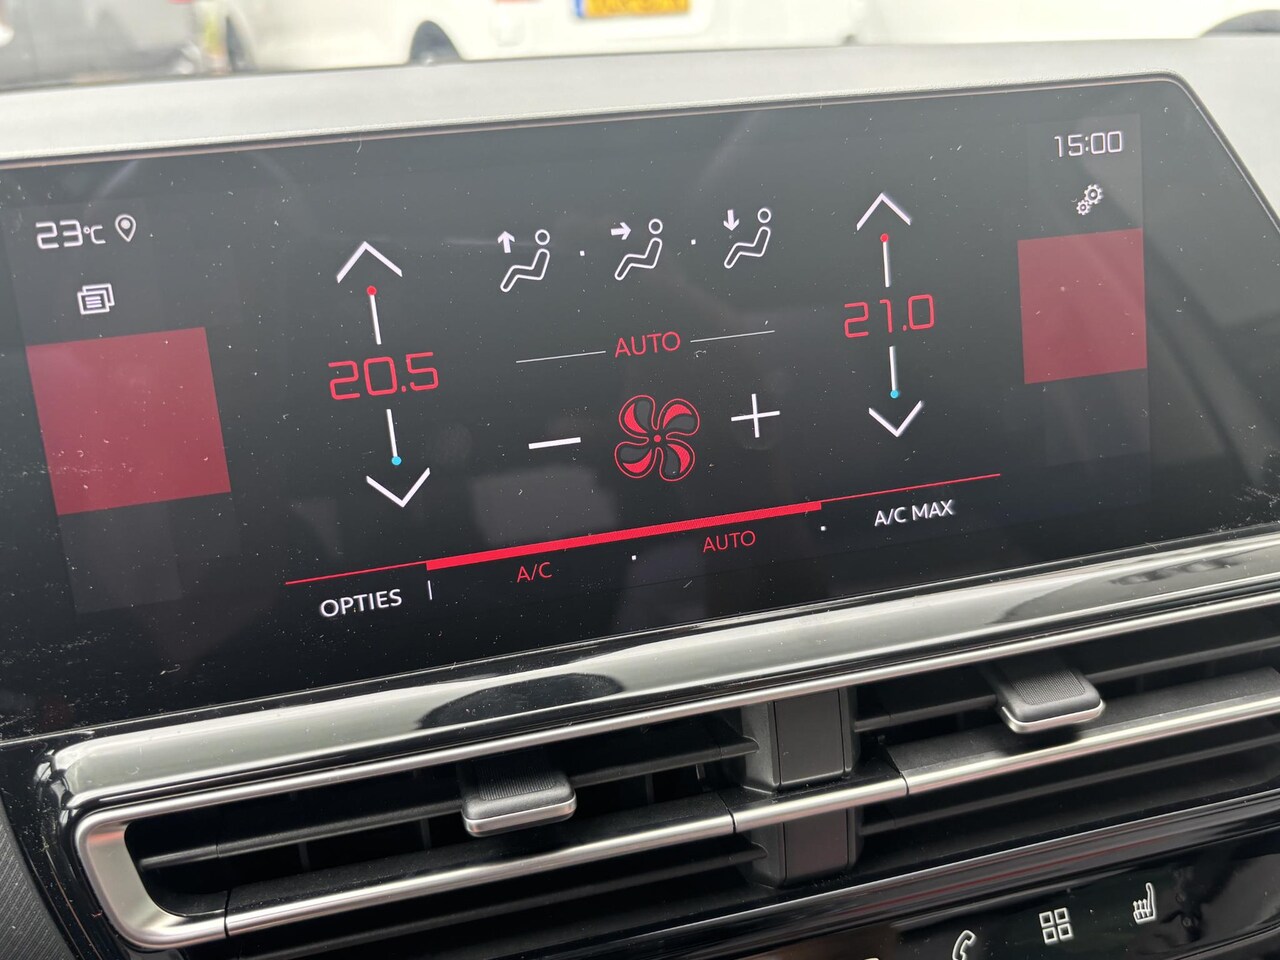 15:00
23°C
20.5
AUTO
21.0
OPTIES
A/C
AUTO
A/C MAX